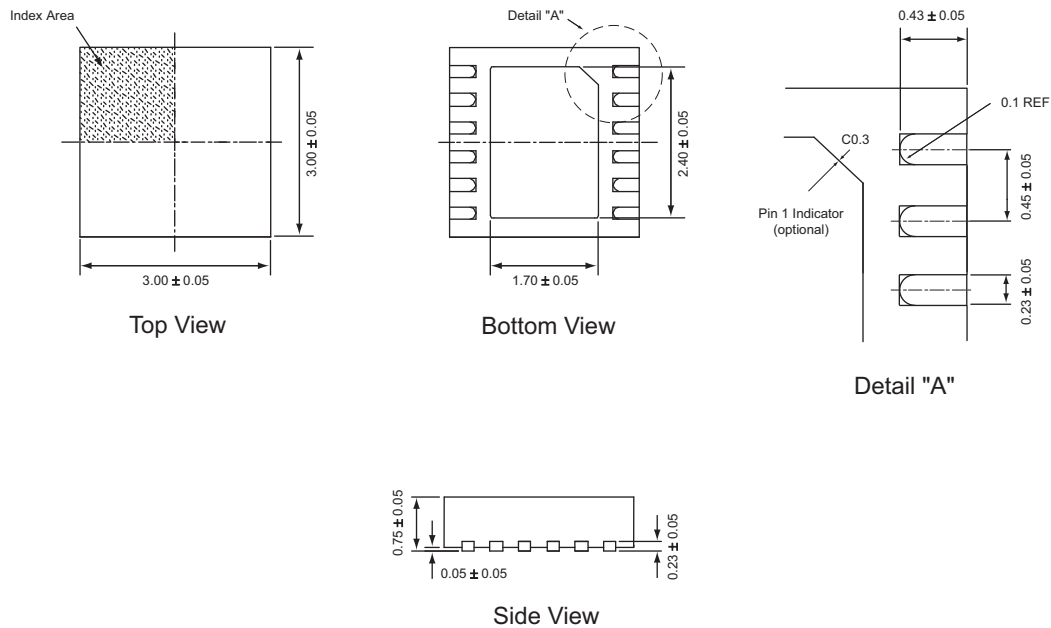 Index Area
3.00 ± 0.05
3.00 ± 0.05
Top View
Detail "A"
2.40 ± 0.05
1.70 ± 0.05
Bottom View
0.43 ± 0.05
0.1 REF
C0.3
0.45 ± 0.05
Pin 1 Indicator
(optional)
0.23 ± 0.05
Detail "A"
0.75 ± 0.05
0.05 ± 0.05
0.23 ± 0.05
Side View